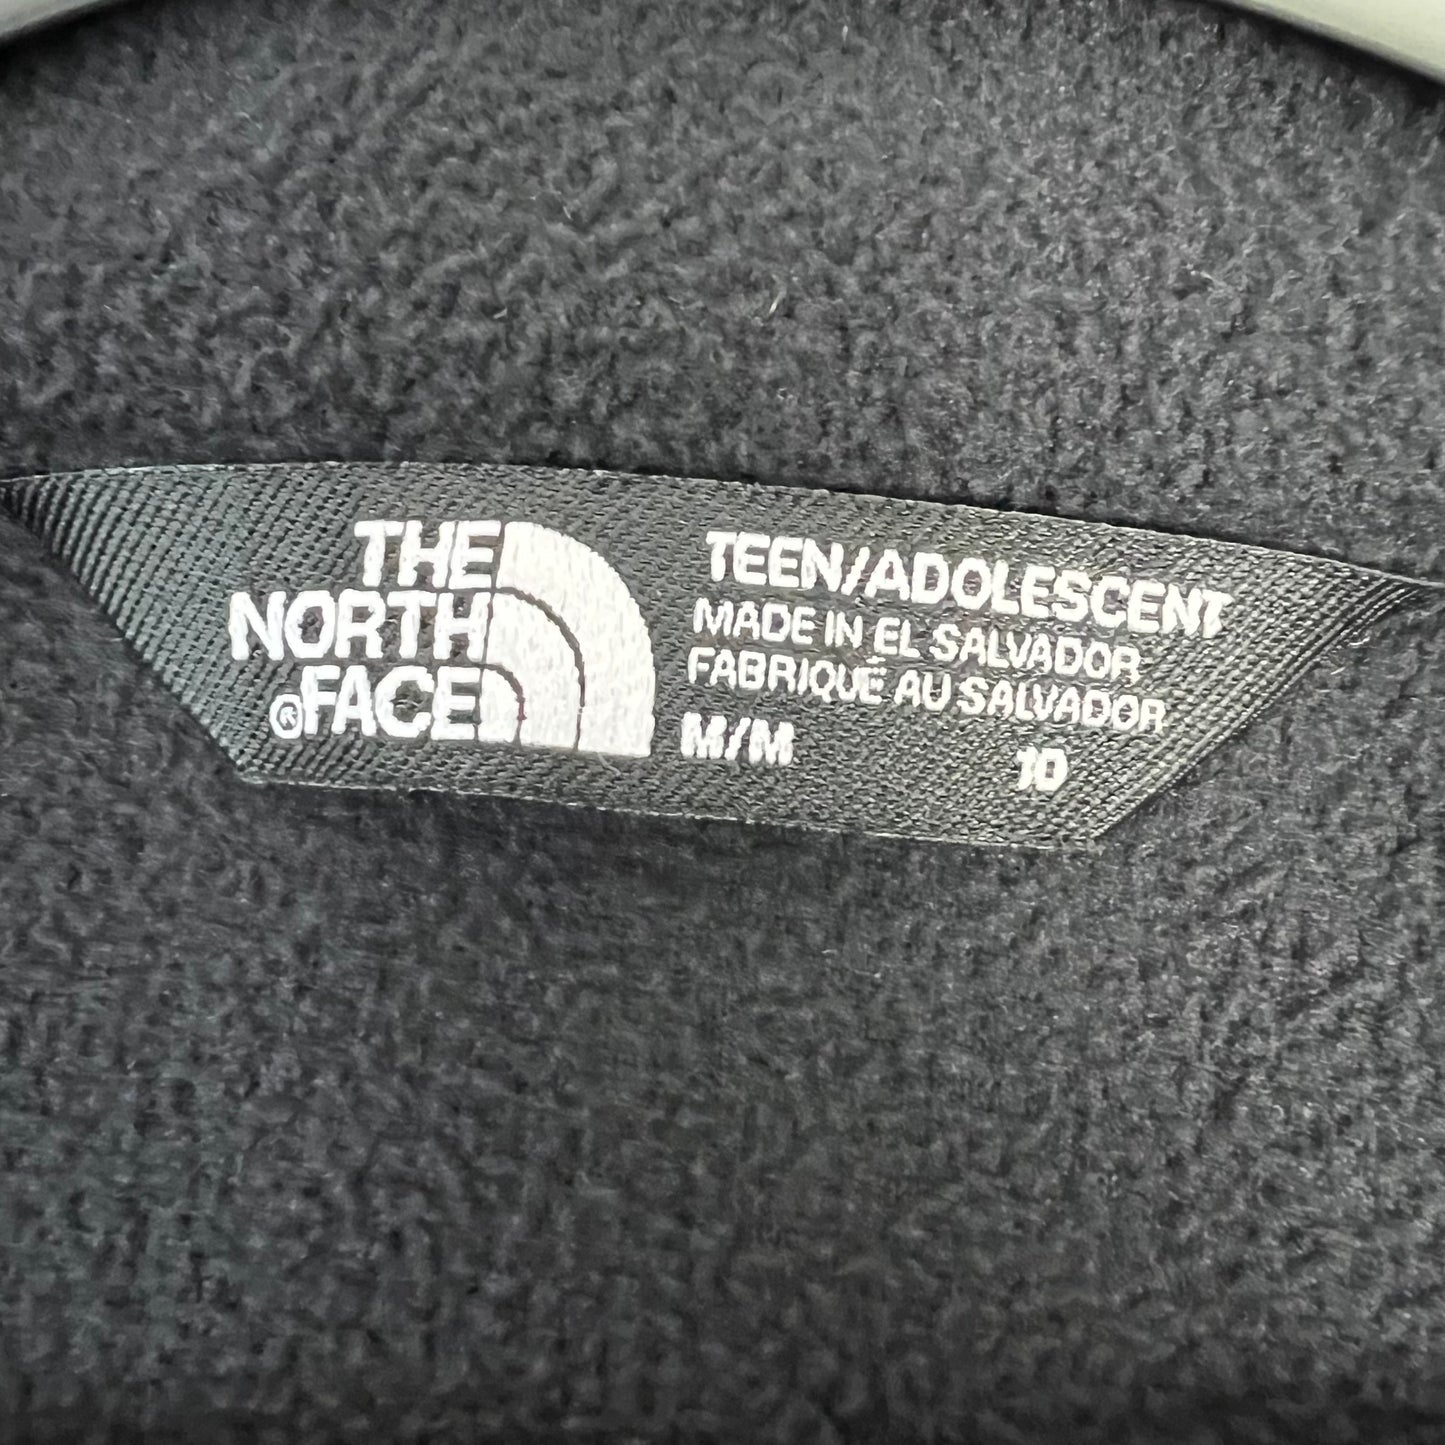 THE
NORTH
®FACE
TEEN/ADOLESCENT
MADE IN EL SALVADOR
FABRIQUÉ AU SALVADOR
M/M 10